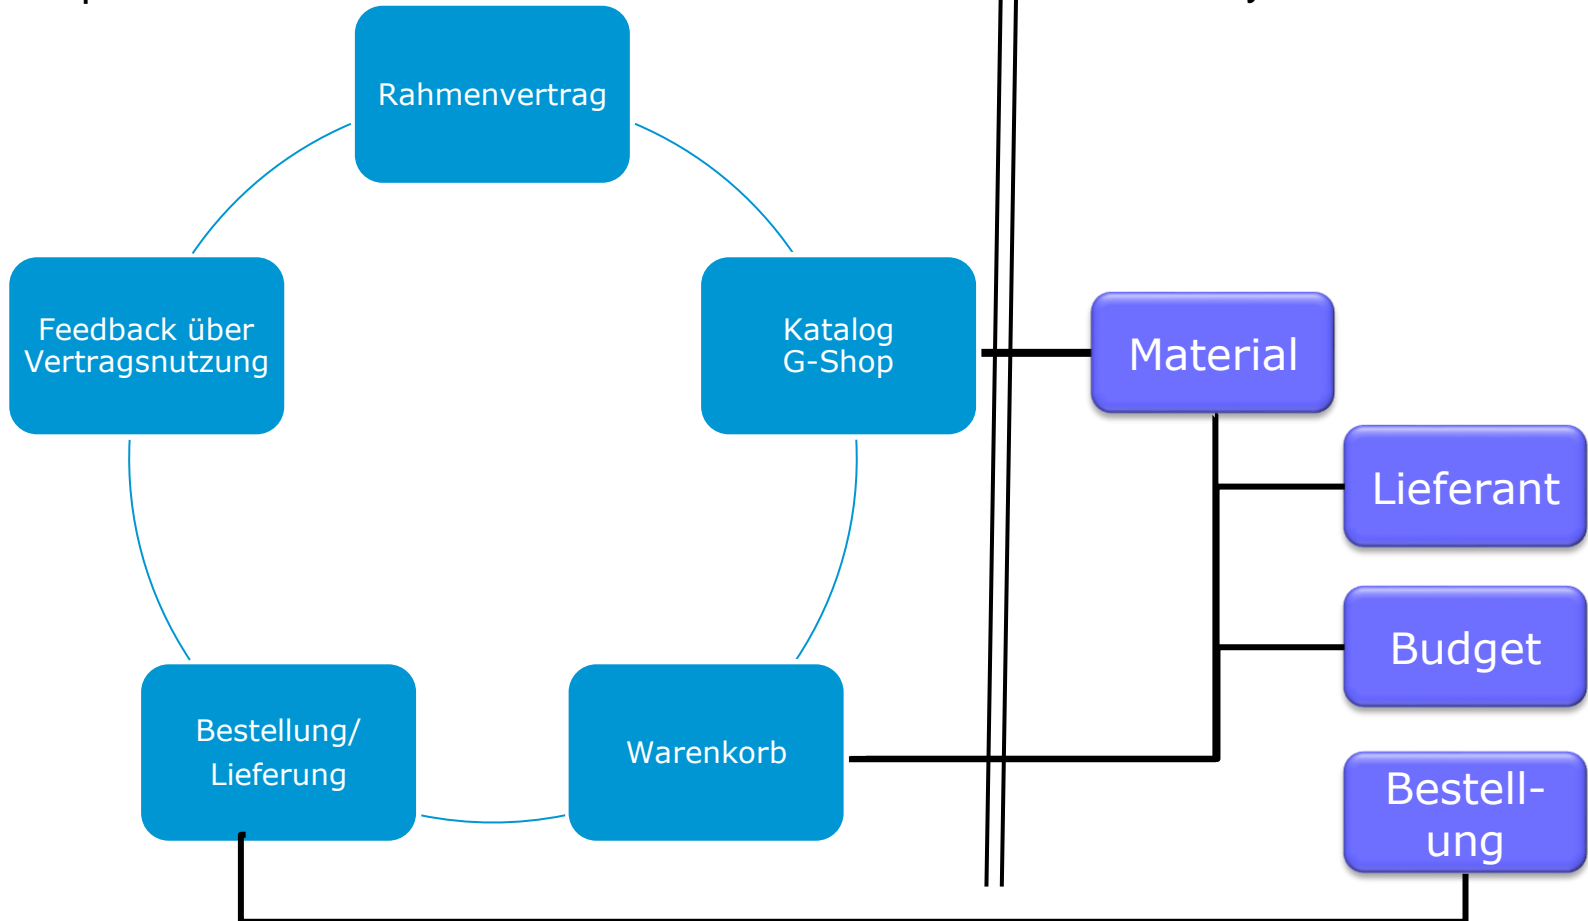 Rahmenvertrag
Feedback über
Vertragsnutzung
Katalog
G-Shop
Material
Lieferant
Budget
Bestellung/
Lieferung
Warenkorb
Bestell-
ung